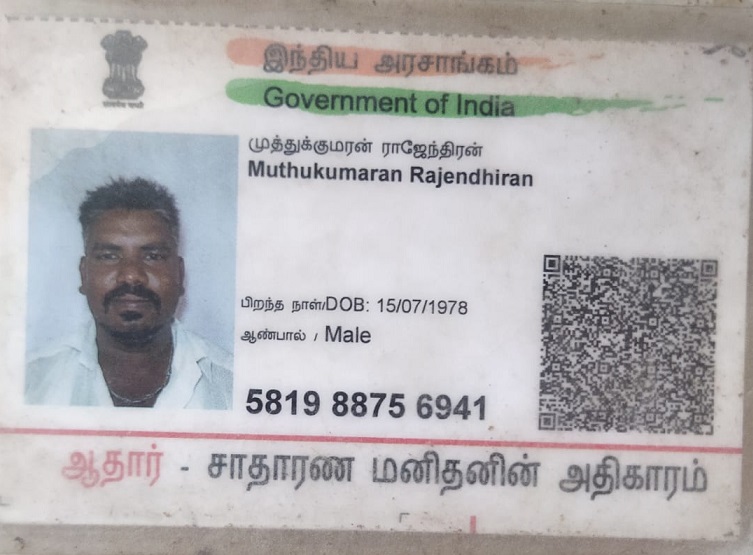 இந்திய அரசாங்கம்
Government of India
முத்துக்குமரன் ராஜேந்திரன்
Muthukumaran Rajendhiran
பிறந்த நாள்/DOB: 15/07/1978
ஆண்பால் / Male
5819 8875 6941
ஆதார் - சாதாரண மனிதனின் அதிகாரம்